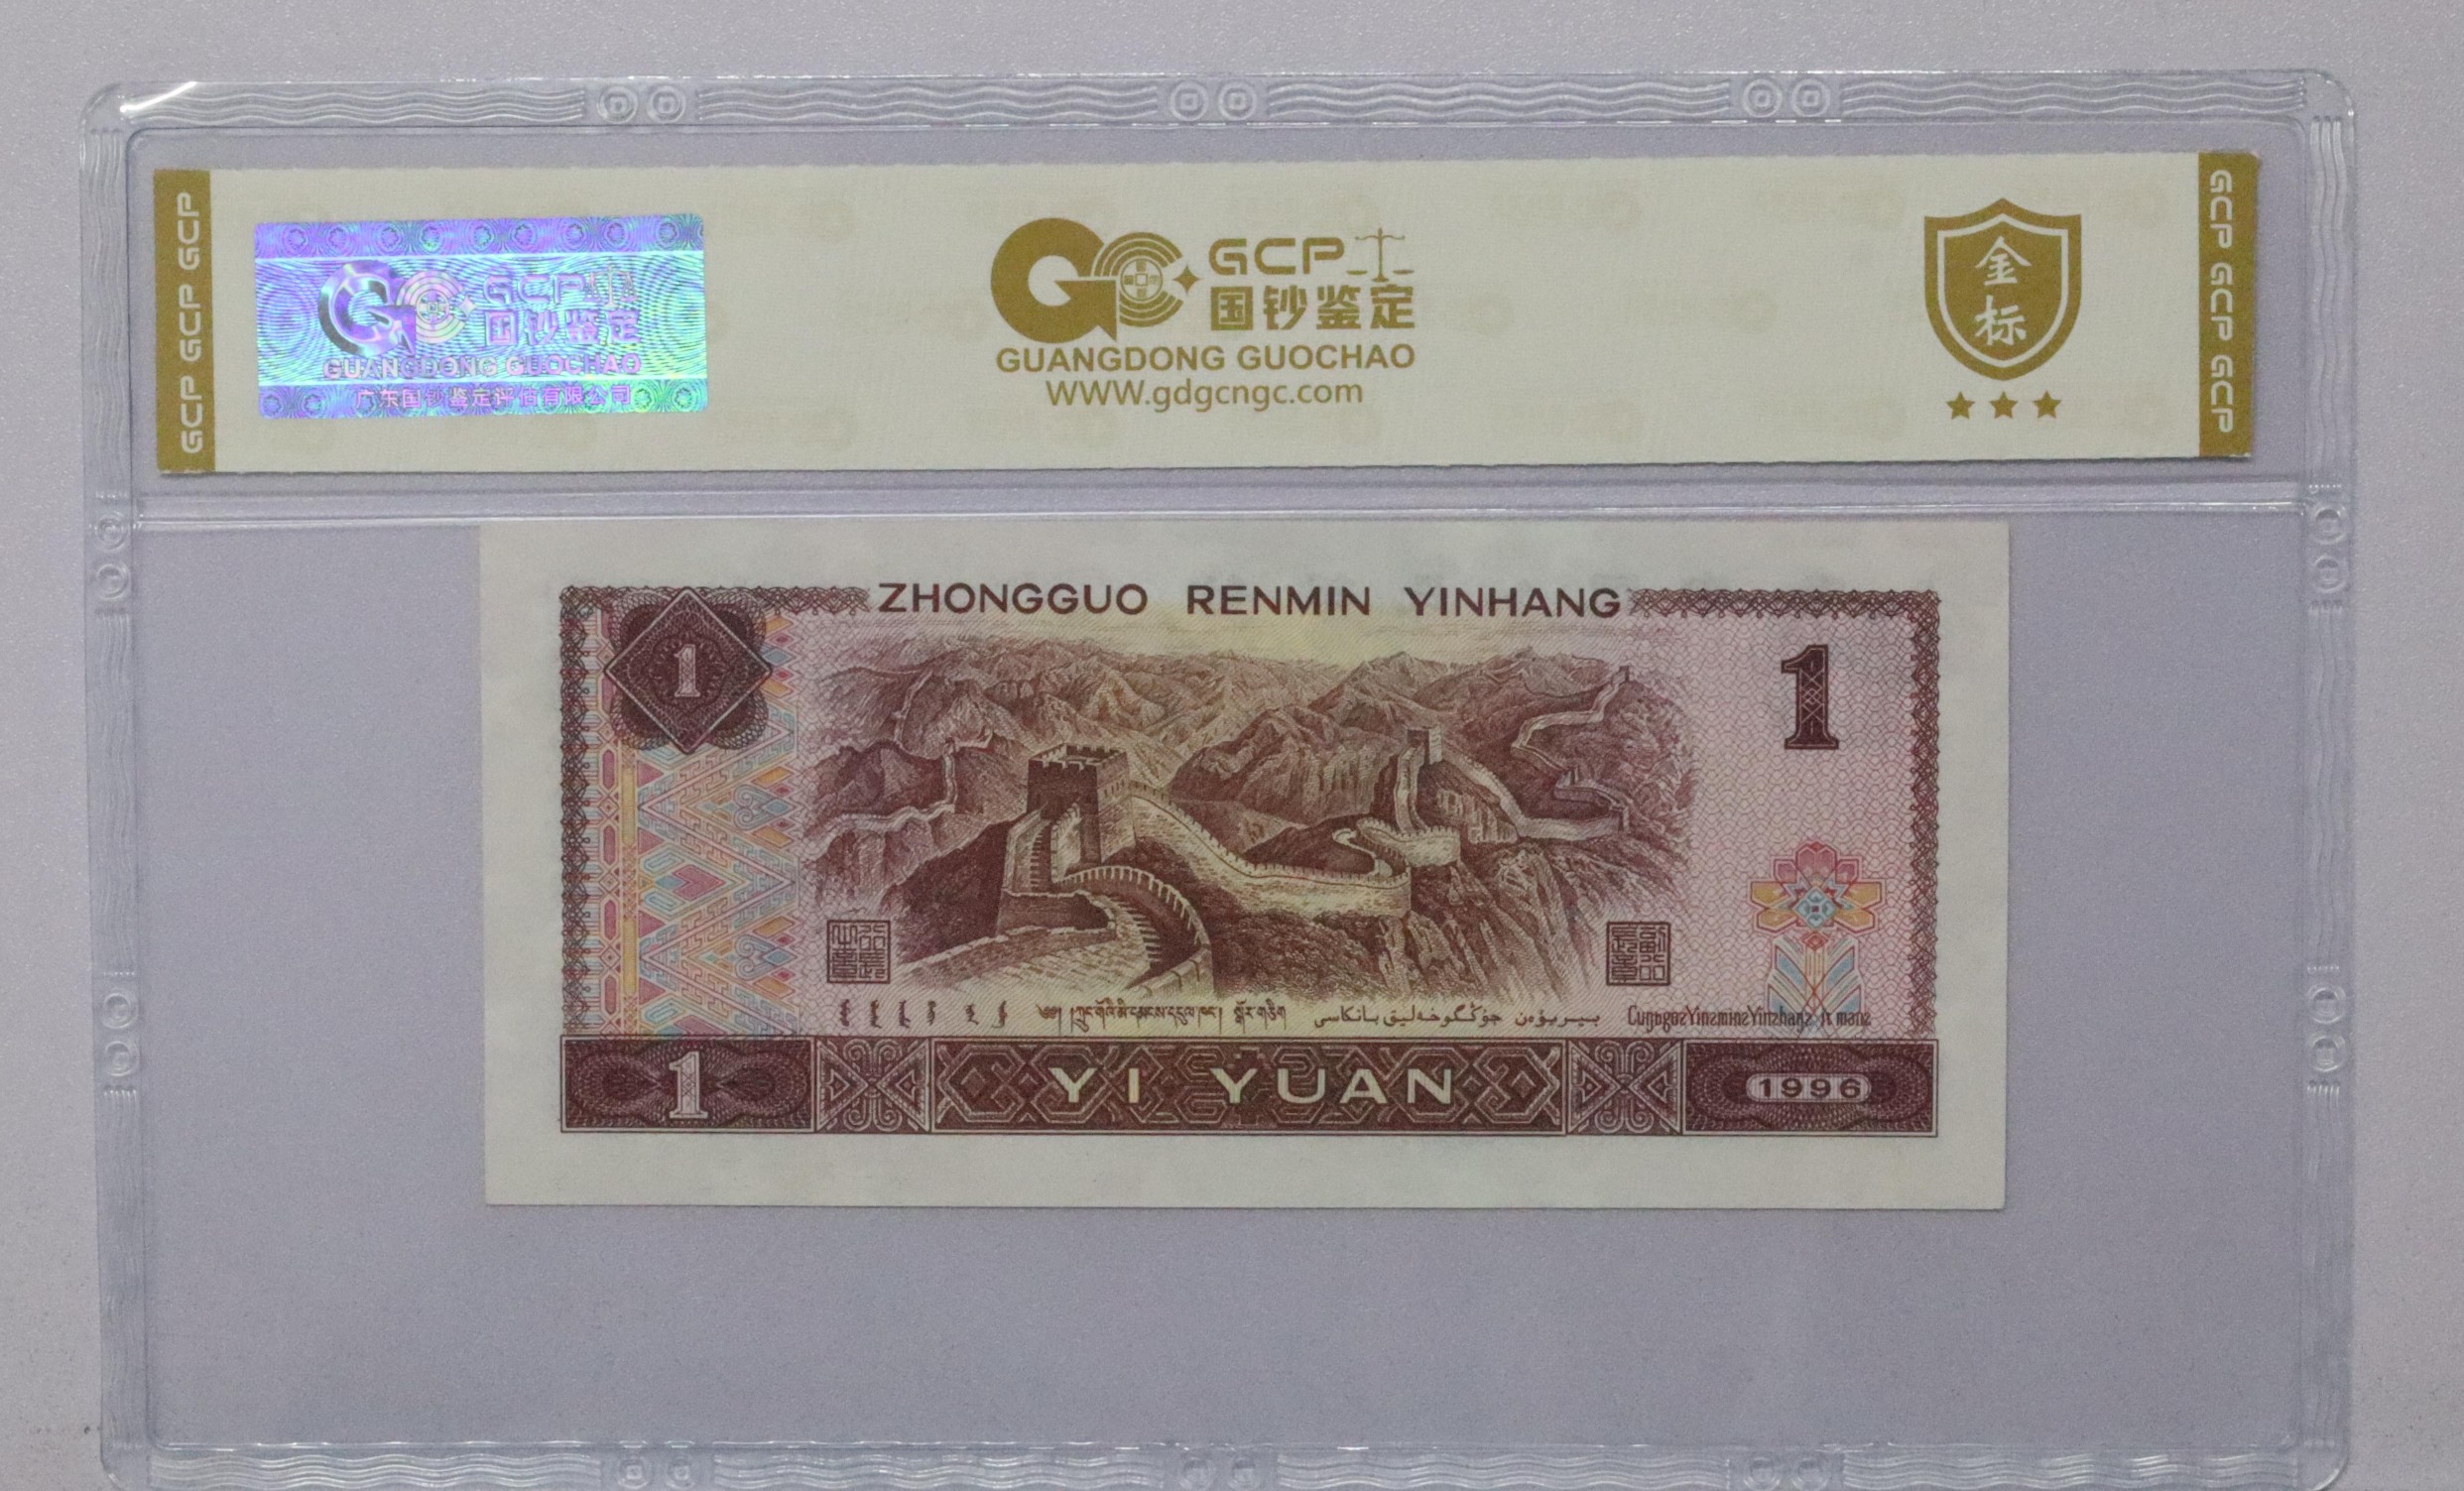 GCP GCP GCP
GCP
国钞鉴定
GUANGDONG GUOCHAO
广东国钞鉴定评估有限公司
GCP
国钞鉴定
GUANGDONG GUOCHAO
WWW.gdgcngc.com
金
标
GCP GCP GCP
ZHONGGUO RENMIN YINHANG
1
1
1
YI YUAN
1996